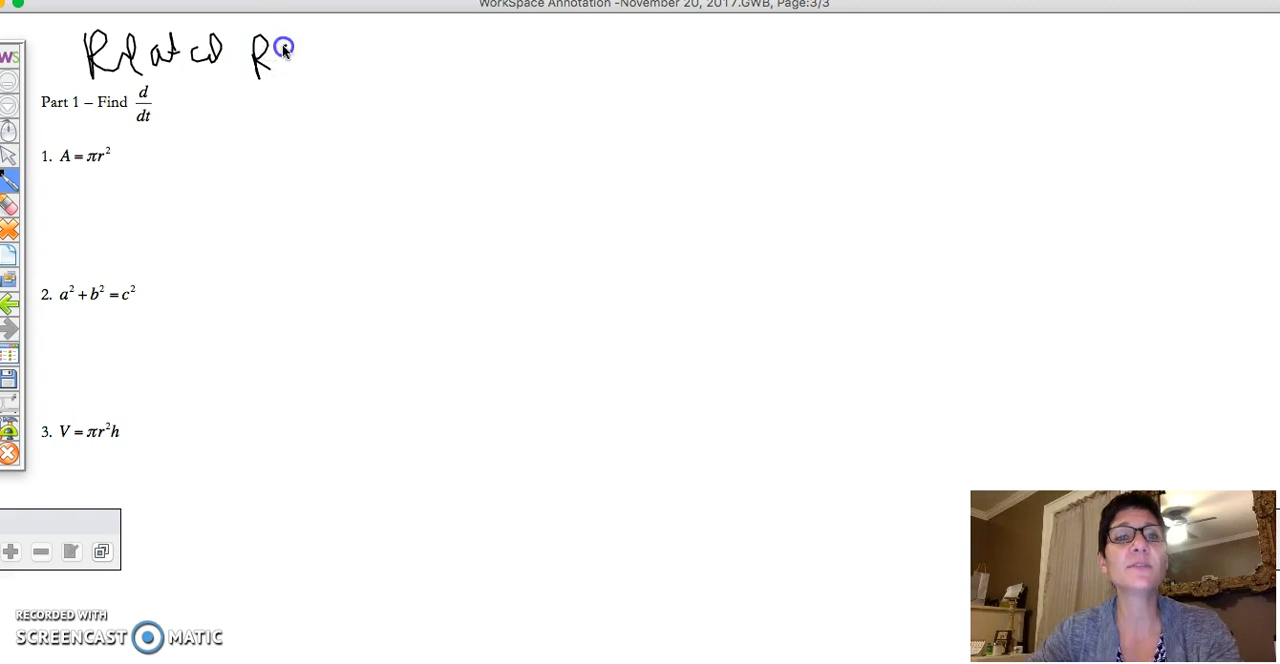 WorkSpace Annotation -November 20, 2017.GWB, Page:3/3
WS
Related R
Part 1 – Find d/dt
1. A = πr²
2. a² + b² = c²
3. V = πr²h
RECORDED WITH
SCREENCAST MATIC